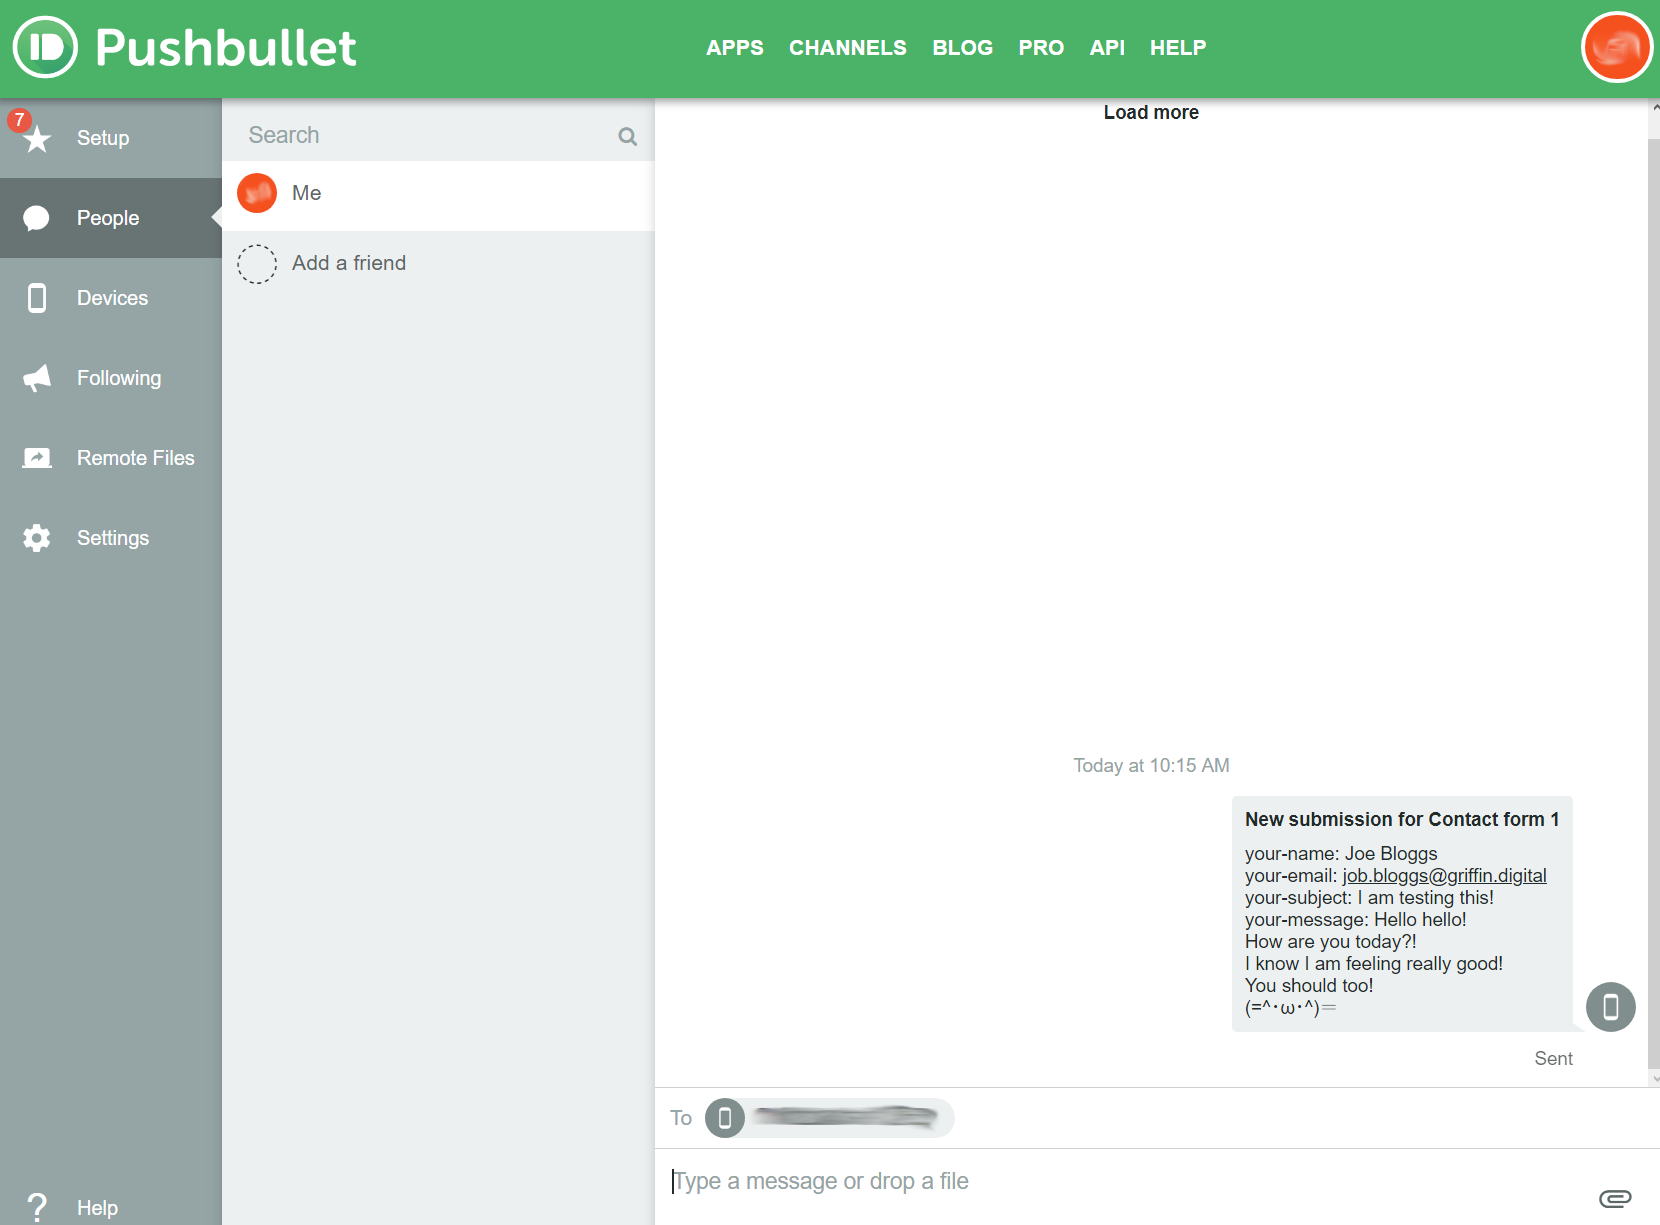 Pushbullet
APPS CHANNELS BLOG PRO API HELP
7
Setup
People
Devices
Following
Remote Files
Settings
Help
Search
Me
Add a friend
Load more
Today at 10:15 AM
New submission for Contact form 1
your-name: Joe Bloggs
your-email: job.bloggs@griffin.digital
your-subject: I am testing this!
your-message: Hello hello!
How are you today?!
I know I am feeling really good!
You should too!
(=^･ω･^)＝
Sent
To
Type a message or drop a file